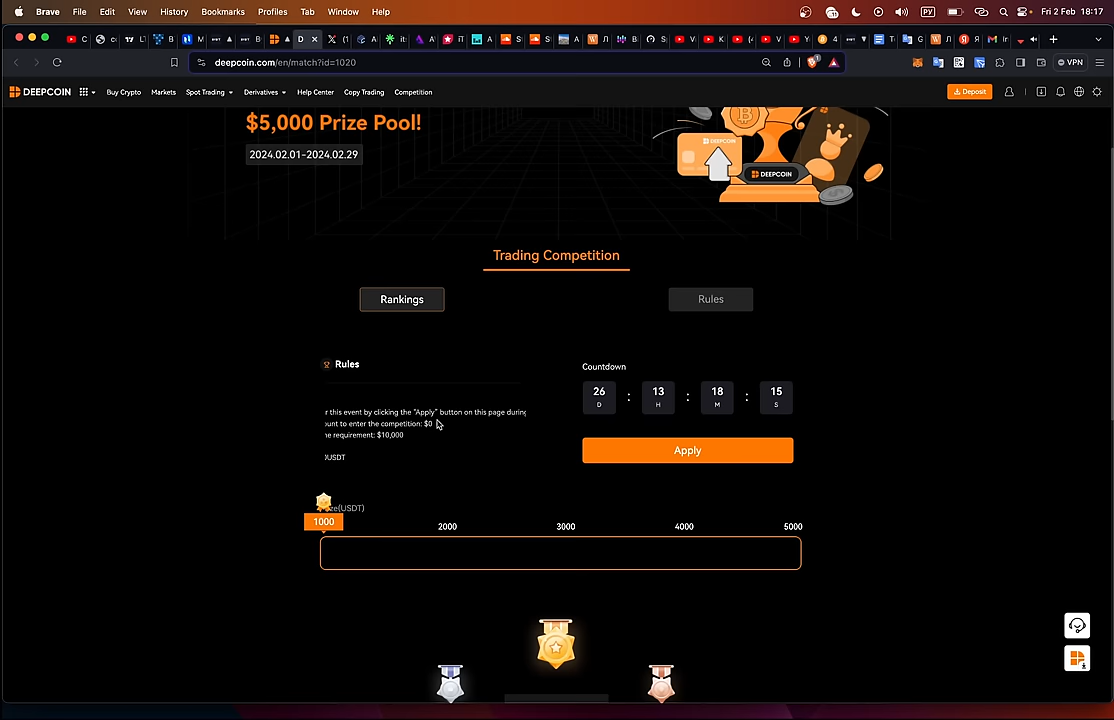 Brave File Edit View History Bookmarks Profiles Tab Window Help РУ Fri 2 Feb 18:17
deepcoin.com/en/match?id=1020 VPN
DEEPCOIN Buy Crypto Markets Spot Trading Derivatives Help Center Copy Trading Competition Deposit
$5,000 Prize Pool!
2024.02.01-2024.02.29
DEEPCOIN
DEEPCOIN
Trading Competition
Rankings Rules
Rules
Countdown
26 : 13 : 18 : 15
D H M S
r this event by clicking the "Apply" button on this page during
ount to enter the competition: $0
ne requirement: $10,000
USDT
Apply
ze(USDT)
1000 2000 3000 4000 5000